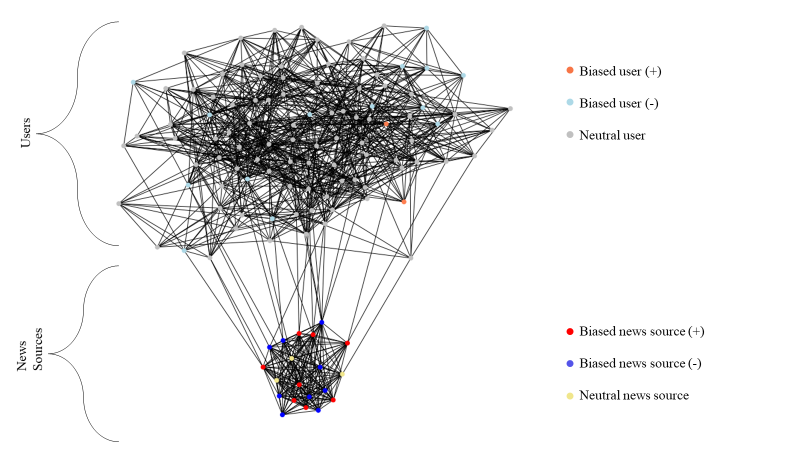 Users
Biased user (+)
Biased user (-)
Neutral user
News
Sources
Biased news source (+)
Biased news source (-)
Neutral news source